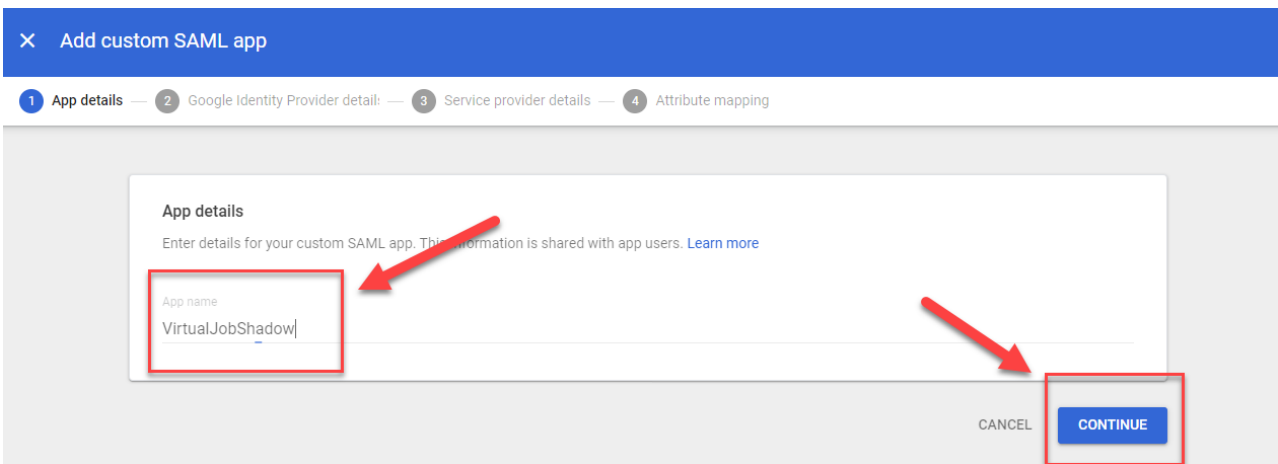 Add custom SAML app
1 App details 2 Google Identity Provider details 3 Service provider details 4 Attribute mapping
App details
Enter details for your custom SAML app. This information is shared with app users. Learn more
App name
VirtualJobShadow
CANCEL CONTINUE